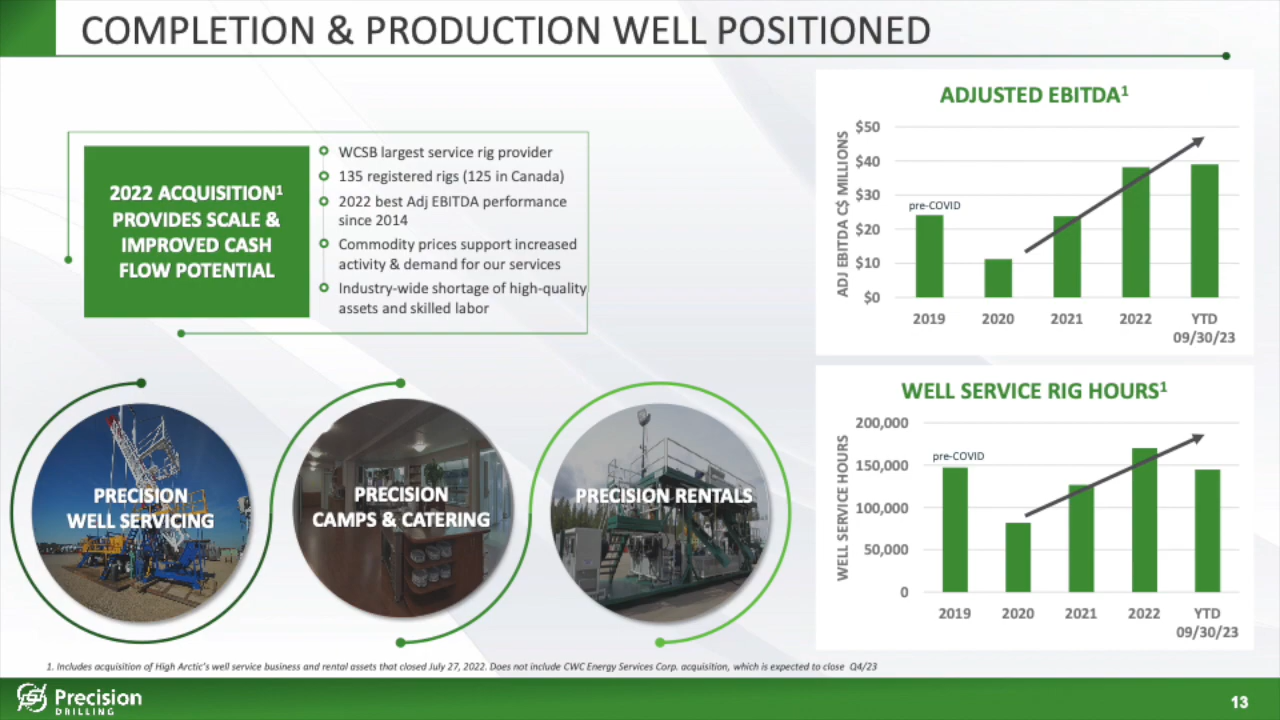 COMPLETION & PRODUCTION WELL POSITIONED
2022 ACQUISITION¹
PROVIDES SCALE &
IMPROVED CASH
FLOW POTENTIAL
WCSB largest service rig provider
135 registered rigs (125 in Canada)
2022 best Adj EBITDA performance
since 2014
Commodity prices support increased
activity & demand for our services
Industry-wide shortage of high-quality
assets and skilled labor
ADJUSTED EBITDA¹
ADJ EBITDA C$ MILLIONS
$50
$40
$30
$20
$10
$0
pre-COVID
2019 2020 2021 2022 YTD
09/30/23
WELL SERVICE RIG HOURS¹
WELL SERVICE HOURS
200,000
150,000
100,000
50,000
0
pre-COVID
2019 2020 2021 2022 YTD
09/30/23
PRECISION
WELL SERVICING
PRECISION
CAMPS & CATERING
PRECISION RENTALS
1. Includes acquisition of High Arctic's well service business and rental assets that closed July 27, 2022. Does not include CWC Energy Services Corp. acquisition, which is expected to close Q4/23
Precision
DRILLING
13